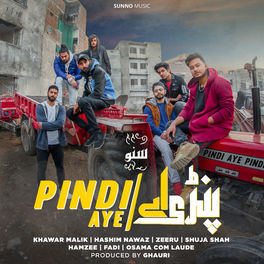 SUNNO MUSIC
سنو
PINDI AYE PINDI
PINDI
AYE
پنڈی اے
KHAWAR MALIK | HASHIM NAWAZ | ZEERU | SHUJA SHAH
HAMZEE | FADI | OSAMA COM LAUDE
PRODUCED BY GHAURI